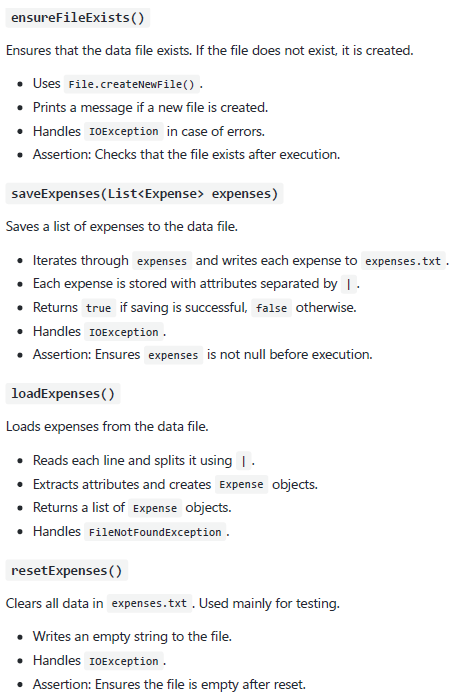 ensureFileExists()
Ensures that the data file exists. If the file does not exist, it is created.
• Uses File.createNewFile() .
• Prints a message if a new file is created.
• Handles IOException in case of errors.
• Assertion: Checks that the file exists after execution.
saveExpenses(List<Expense> expenses)
Saves a list of expenses to the data file.
• Iterates through expenses and writes each expense to expenses.txt .
• Each expense is stored with attributes separated by | .
• Returns true if saving is successful, false otherwise.
• Handles IOException .
• Assertion: Ensures expenses is not null before execution.
loadExpenses()
Loads expenses from the data file.
• Reads each line and splits it using | .
• Extracts attributes and creates Expense objects.
• Returns a list of Expense objects.
• Handles FileNotFoundException .
resetExpenses()
Clears all data in expenses.txt . Used mainly for testing.
• Writes an empty string to the file.
• Handles IOException .
• Assertion: Ensures the file is empty after reset.